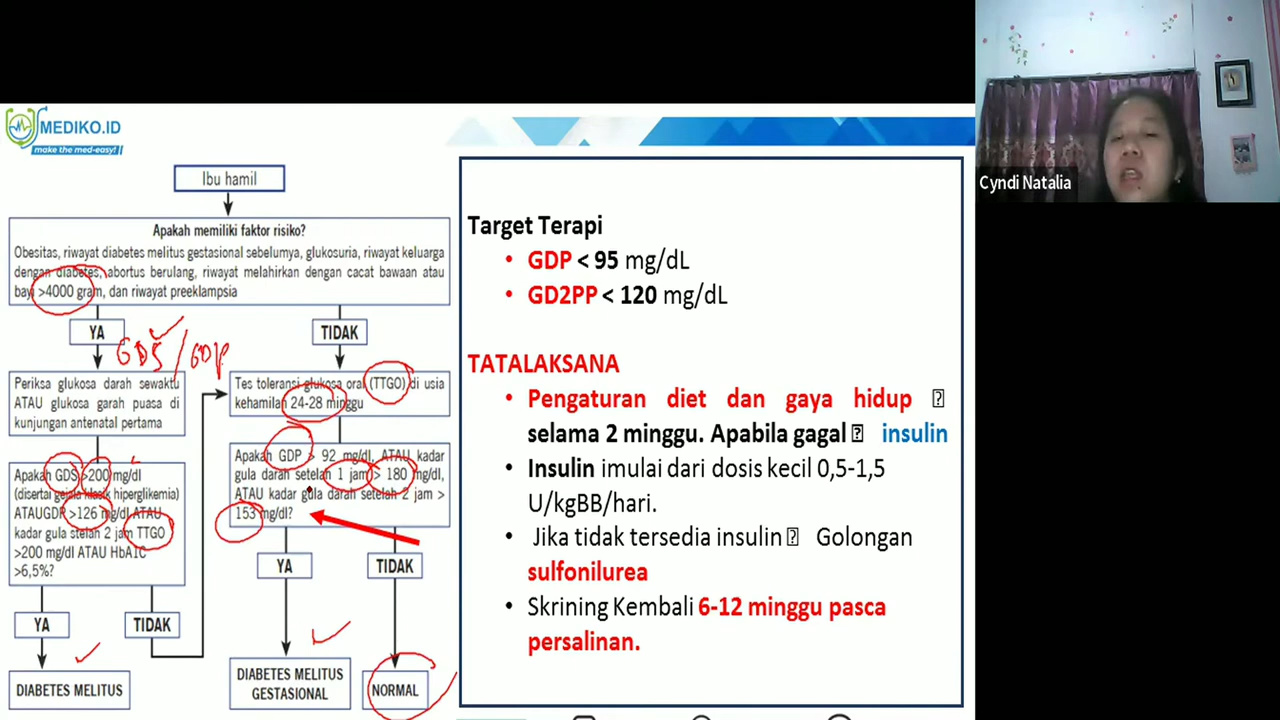 MEDIKO.ID
make the med-easy!
Ibu hamil
Apakah memiliki faktor risiko?
Obesitas, riwayat diabetes melitus gestasional sebelumya, glukosuria, riwayat keluarga
dengan diabetes, abortus berulang, riwayat melahirkan dengan cacat bawaan atau
bayi >4000 gram, dan riwayat preeklampsia
YA
TIDAK
GDS / GDP
Periksa glukosa darah sewaktu
ATAU glukosa garah puasa di
kunjungan antenatal pertama
Tes toleransi glukosa oral (TTGO) di usia
kehamilan 24-28 minggu
Apakah GDS >200 mg/dl
(disertai gejala klasik hiperglikemia)
ATAUGDP >126 mg/dl ATAU
kadar gula stelah 2 jam TTGO
>200 mg/dl ATAU HbA1C
>6,5%?
Apakah GDP > 92 mg/dl, ATAU kadar
gula darah setelah 1 jam > 180 mg/dl,
ATAU kadar gula darah setelah 2 jam >
153 mg/dl?
YA
TIDAK
YA
TIDAK
DIABETES MELITUS
DIABETES MELITUS
GESTASIONAL
NORMAL
Target Terapi
• GDP < 95 mg/dL
• GD2PP < 120 mg/dL
TATALAKSANA
• Pengaturan diet dan gaya hidup
selama 2 minggu. Apabila gagal insulin
• Insulin imulai dari dosis kecil 0,5-1,5
U/kgBB/hari.
• Jika tidak tersedia insulin Golongan
sulfonilurea
• Skrining Kembali 6-12 minggu pasca
persalinan.
Cyndi Natalia